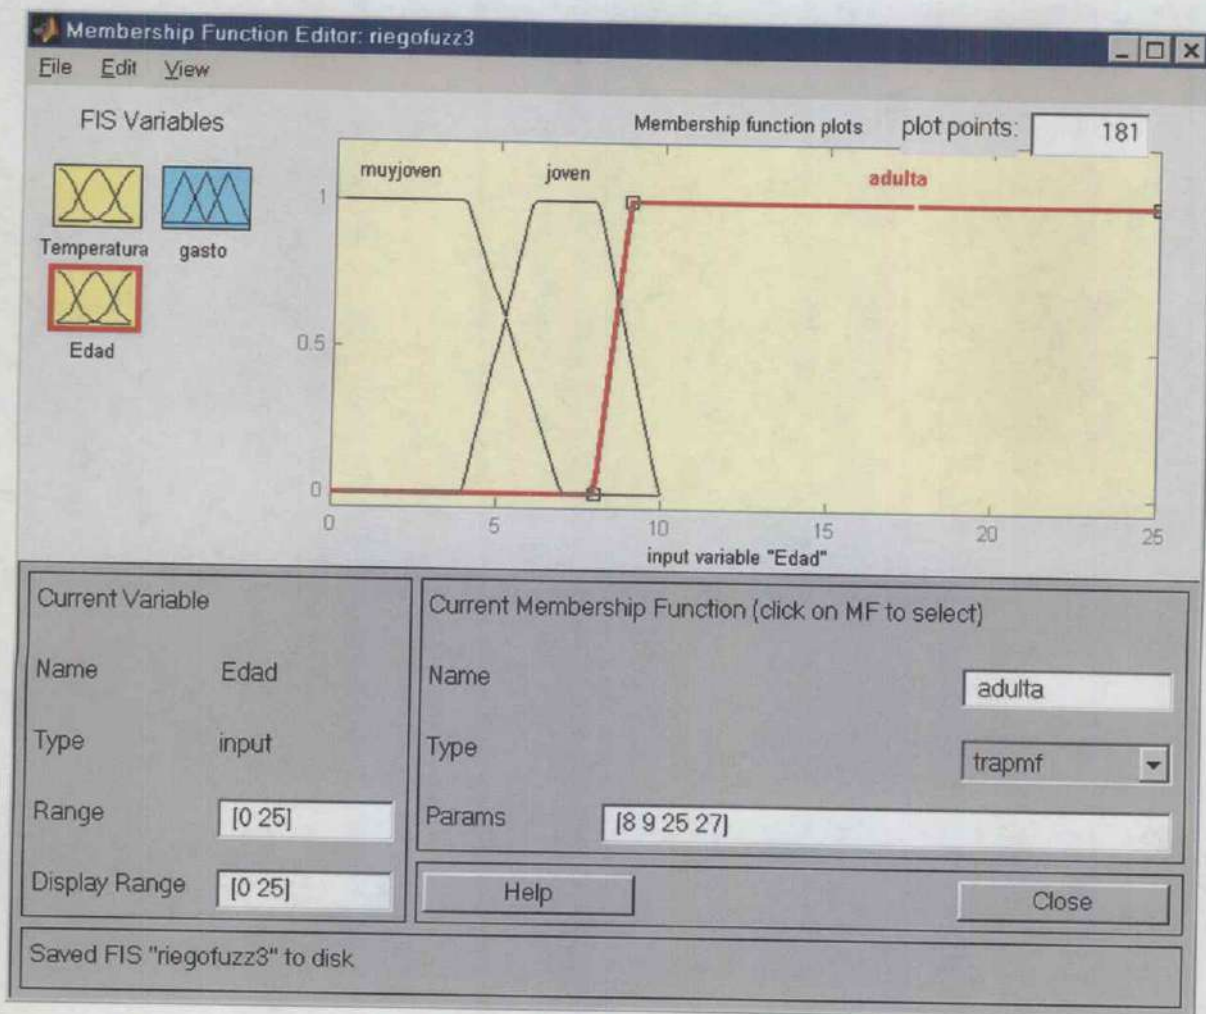 Membership Function Editor: riegofuzz3
File Edit View
FIS Variables
Membership function plots
plot points: 181
Temperatura
gasto
Edad
muyjoven
joven
adulta
1
0.5
0
0 5 10 15 20 25
input variable "Edad"
Current Variable
Name Edad
Type input
Range [0 25]
Display Range [0 25]
Current Membership Function (click on MF to select)
Name adulta
Type trapmf
Params [8 9 25 27]
Help Close
Saved FIS "riegofuzz3" to disk